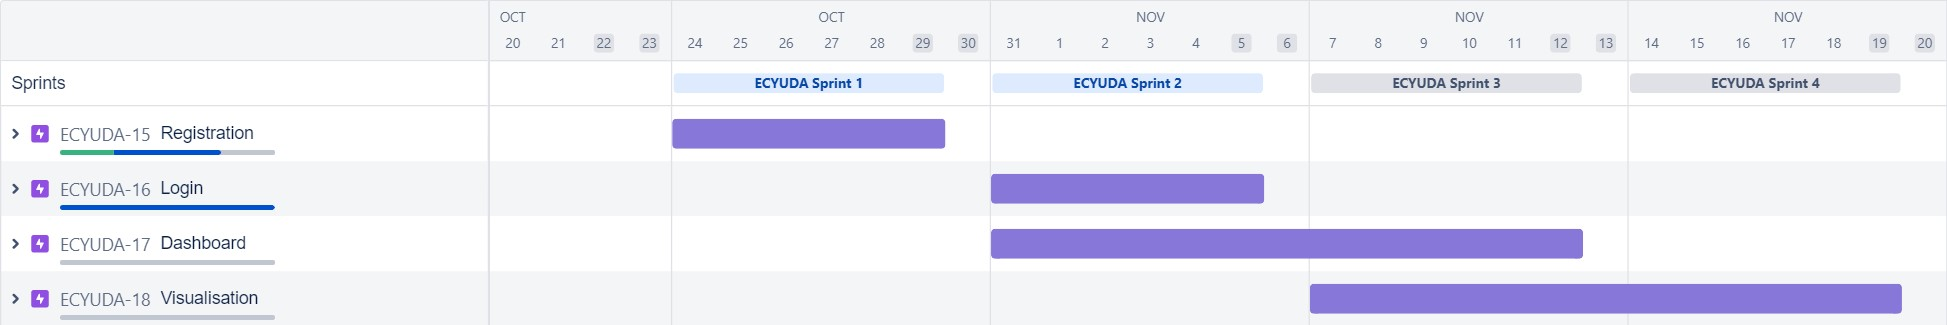 OCT OCT NOV NOV NOV
20 21 22 23 24 25 26 27 28 29 30 31 1 2 3 4 5 6 7 8 9 10 11 12 13 14 15 16 17 18 19 20
Sprints ECYUDA Sprint 1 ECYUDA Sprint 2 ECYUDA Sprint 3 ECYUDA Sprint 4
ECYUDA-15 Registration
ECYUDA-16 Login
ECYUDA-17 Dashboard
ECYUDA-18 Visualisation